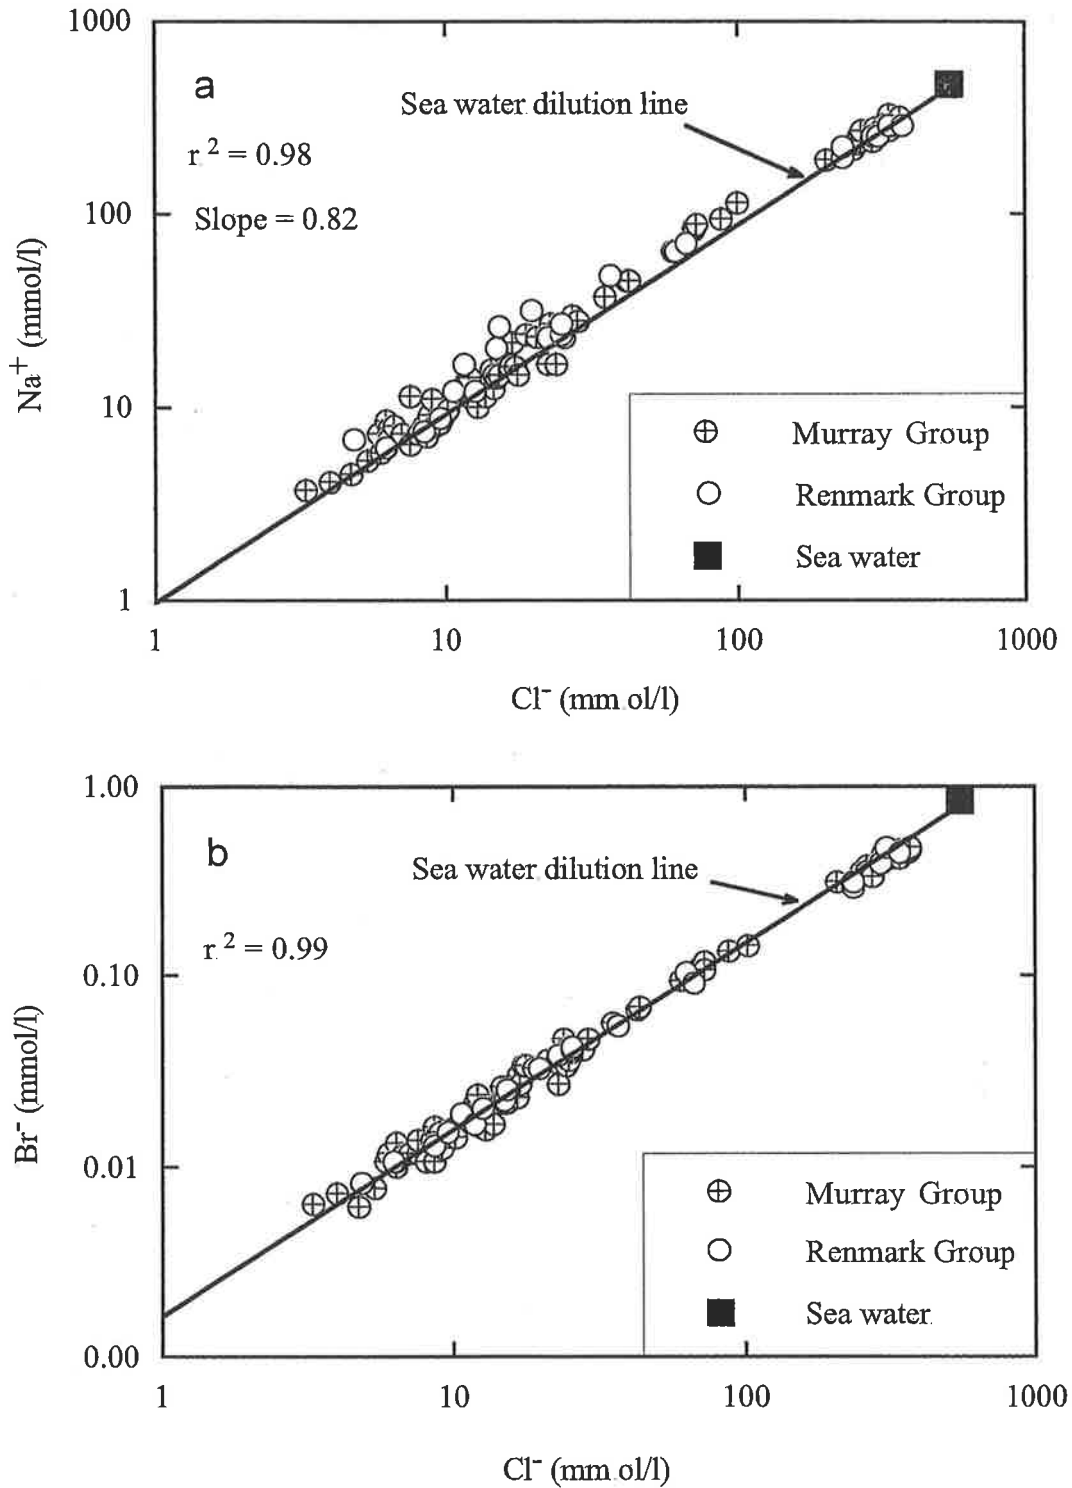 1000
a
Sea water dilution line
r ² = 0.98
Slope = 0.82
100
Na⁺ (mmol/l)
10
Murray Group
Renmark Group
Sea water
1
1 10 100 1000
Cl⁻ (mm ol/l)
1.00
b
Sea water dilution line
r ² = 0.99
0.10
Br⁻ (mmol/l)
0.01
Murray Group
Renmark Group
Sea water
0.00
1 10 100 1000
Cl⁻ (mm ol/l)